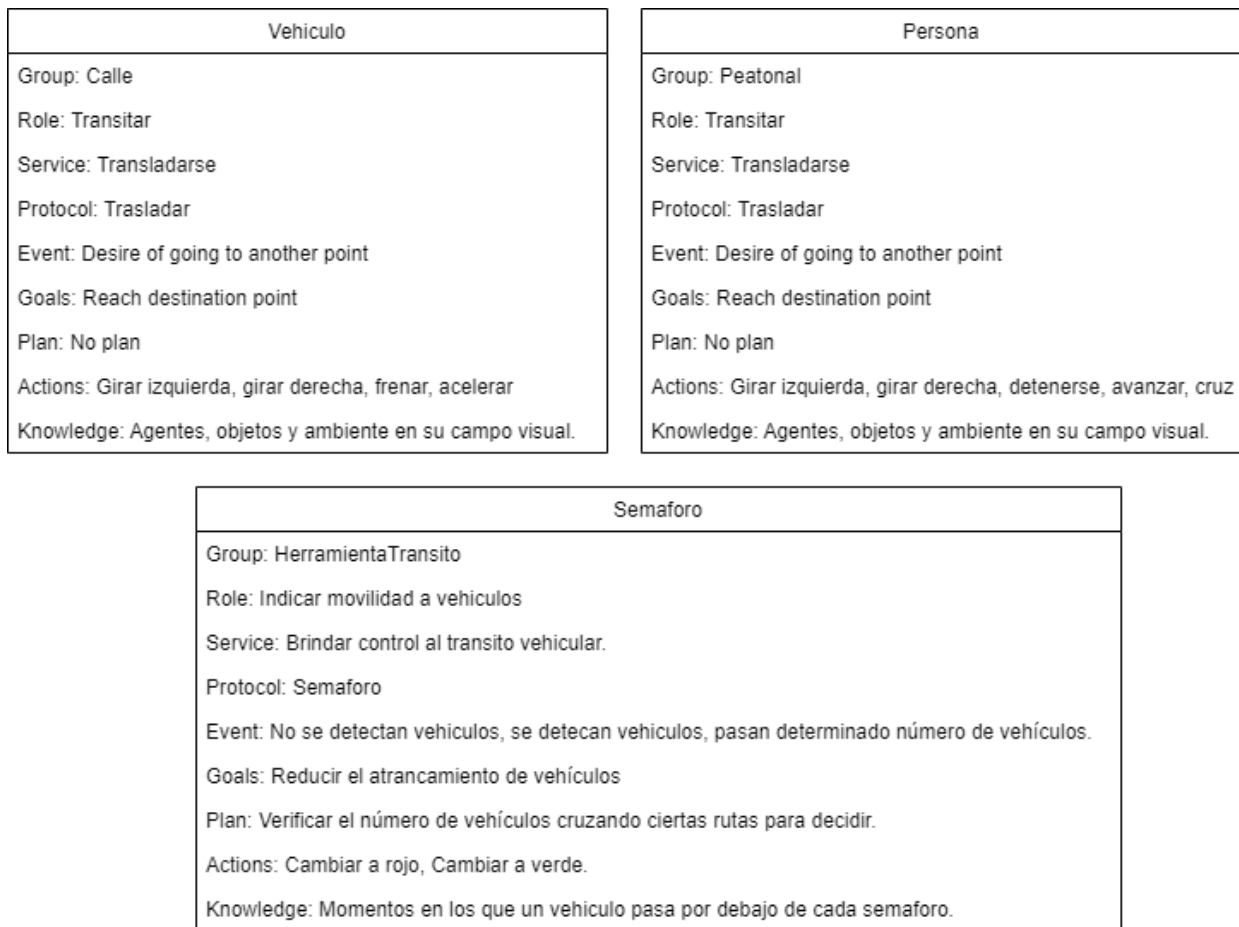 Vehiculo
Group: Calle
Role: Transitar
Service: Transladarse
Protocol: Trasladar
Event: Desire of going to another point
Goals: Reach destination point
Plan: No plan
Actions: Girar izquierda, girar derecha, frenar, acelerar
Knowledge: Agentes, objetos y ambiente en su campo visual.
Persona
Group: Peatonal
Role: Transitar
Service: Transladarse
Protocol: Trasladar
Event: Desire of going to another point
Goals: Reach destination point
Plan: No plan
Actions: Girar izquierda, girar derecha, detenerse, avanzar, cruz
Knowledge: Agentes, objetos y ambiente en su campo visual.
Semaforo
Group: HerramientaTransito
Role: Indicar movilidad a vehiculos
Service: Brindar control al transito vehicular.
Protocol: Semaforo
Event: No se detectan vehiculos, se detecan vehiculos, pasan determinado número de vehículos.
Goals: Reducir el atrancamiento de vehículos
Plan: Verificar el número de vehículos cruzando ciertas rutas para decidir.
Actions: Cambiar a rojo, Cambiar a verde.
Knowledge: Momentos en los que un vehiculo pasa por debajo de cada semaforo.